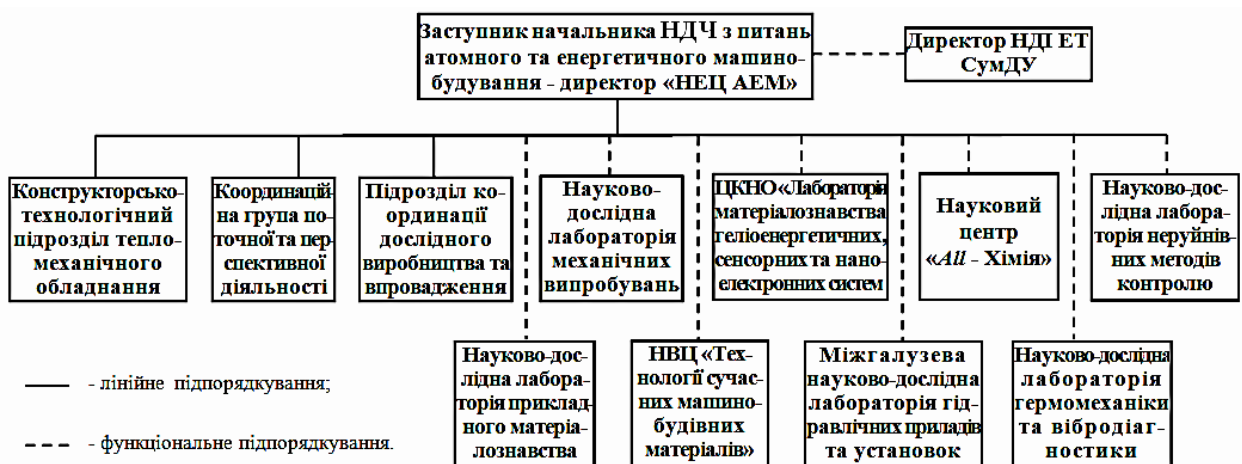 Заступник начальника НДЧ з питань
атомного та енергетичного машино-
будування - директор «НЕЦ АЕМ»
Директор НДІ ЕТ
СумДУ
Конструкторсько-
технологічний
підрозділ тепло-
механічного
обладнання
Координацій-
на група по-
точної та пер-
спективної
діяльності
Підрозділ ко-
ординації
дослідного
виробництва та
впровадження
Науково-
дослідна
лабораторія
механічних
випробувань
ЦКНО «Лабораторія
матеріалознавства
геліоенергетичних,
сенсорних та нано-
електронних систем
Науковий
центр
«All - Хімія»
Науково-дос-
лідна лабора-
торія неруйнів-
них методів
контролю
Науково-дос-
лідна лабора-
торія приклад-
ного матеріа-
лознавства
НВЦ «Тех-
нології сучас-
них машино-
будівних
матеріалів»
Міжгалузева
науково-дослідна
лабораторія гід-
равлічних приладів
та установок
Науково-дослідна
лабораторія
термомеханіки
та вібродіаг-
ностики
- лінійне підпорядкування;
- функціональне підпорядкування.